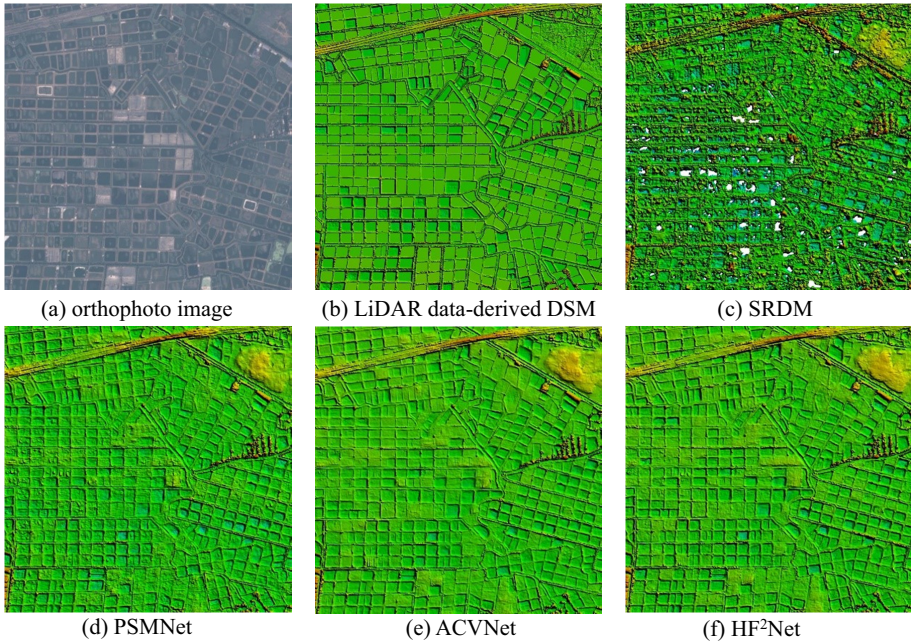 (a) orthophoto image
(b) LiDAR data-derived DSM
(c) SRDM
(d) PSMNet
(e) ACVNet
(f) HF²Net